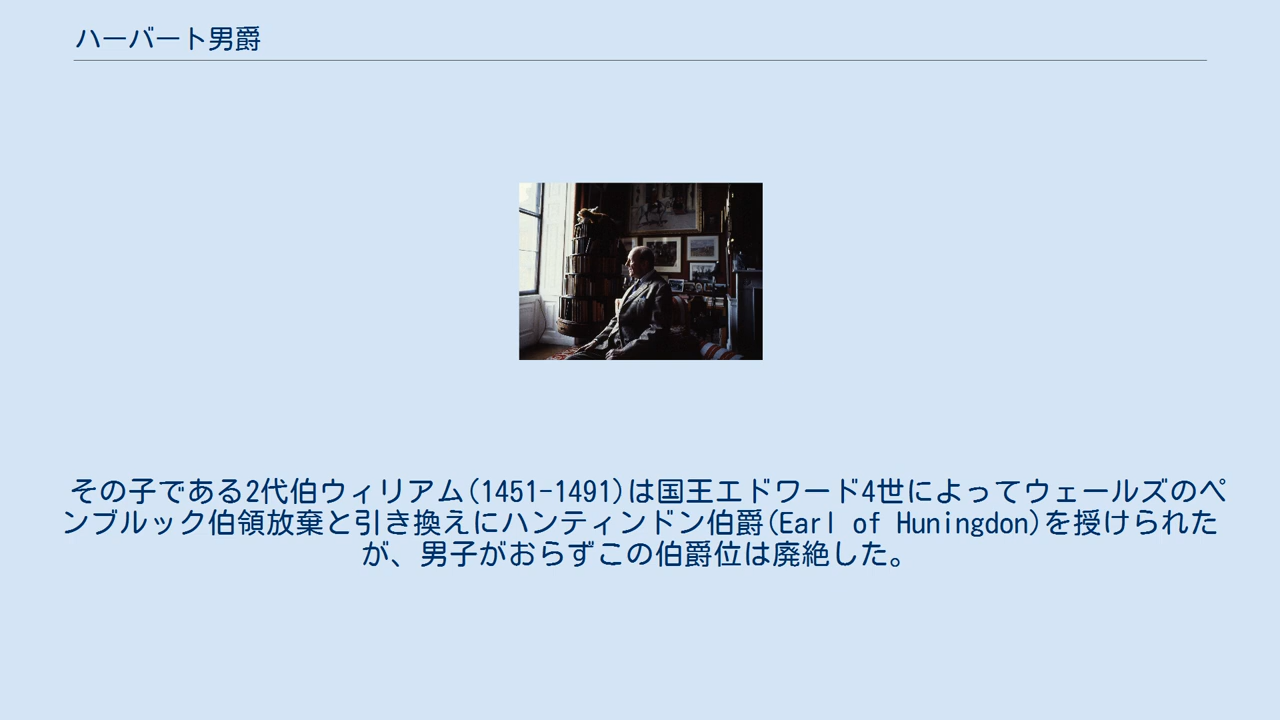 ハーバート男爵
その子である2代伯ウィリアム(1451-1491)は国王エドワード4世によってウェールズのペ
ンブルック伯領放棄と引き換えにハンティンドン伯爵(Earl of Huningdon)を授けられた
が、男子がおらずこの伯爵位は廃絶した。